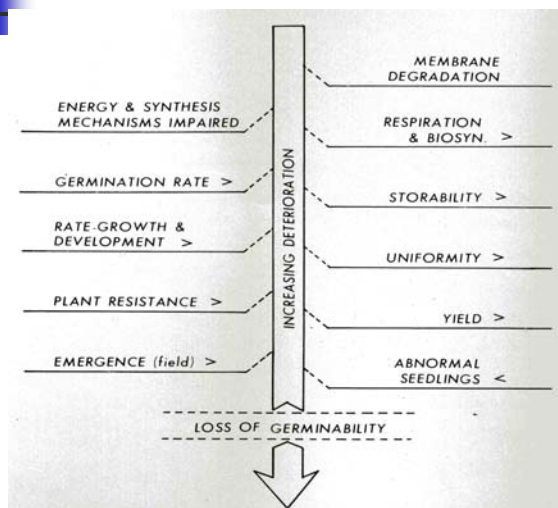 MEMBRANE
DEGRADATION
ENERGY & SYNTHESIS
MECHANISMS IMPAIRED
RESPIRATION
& BIOSYN. >
GERMINATION RATE >
STORABILITY >
RATE-GROWTH &
DEVELOPMENT >
UNIFORMITY >
PLANT RESISTANCE >
YIELD >
EMERGENCE (field) >
ABNORMAL
SEEDLINGS <
INCREASING DETERIORATION
LOSS OF GERMINABILITY